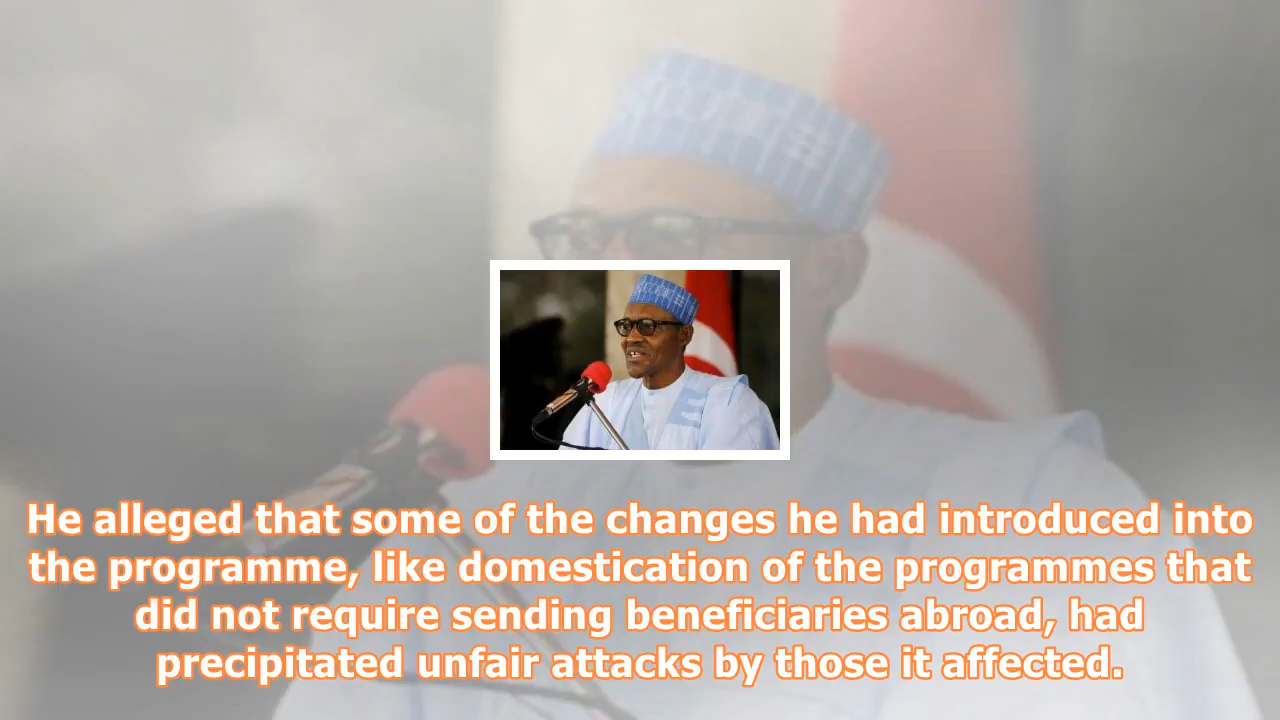 He alleged that some of the changes he had introduced into
the programme, like domestication of the programmes that
did not require sending beneficiaries abroad, had
precipitated unfair attacks by those it affected.